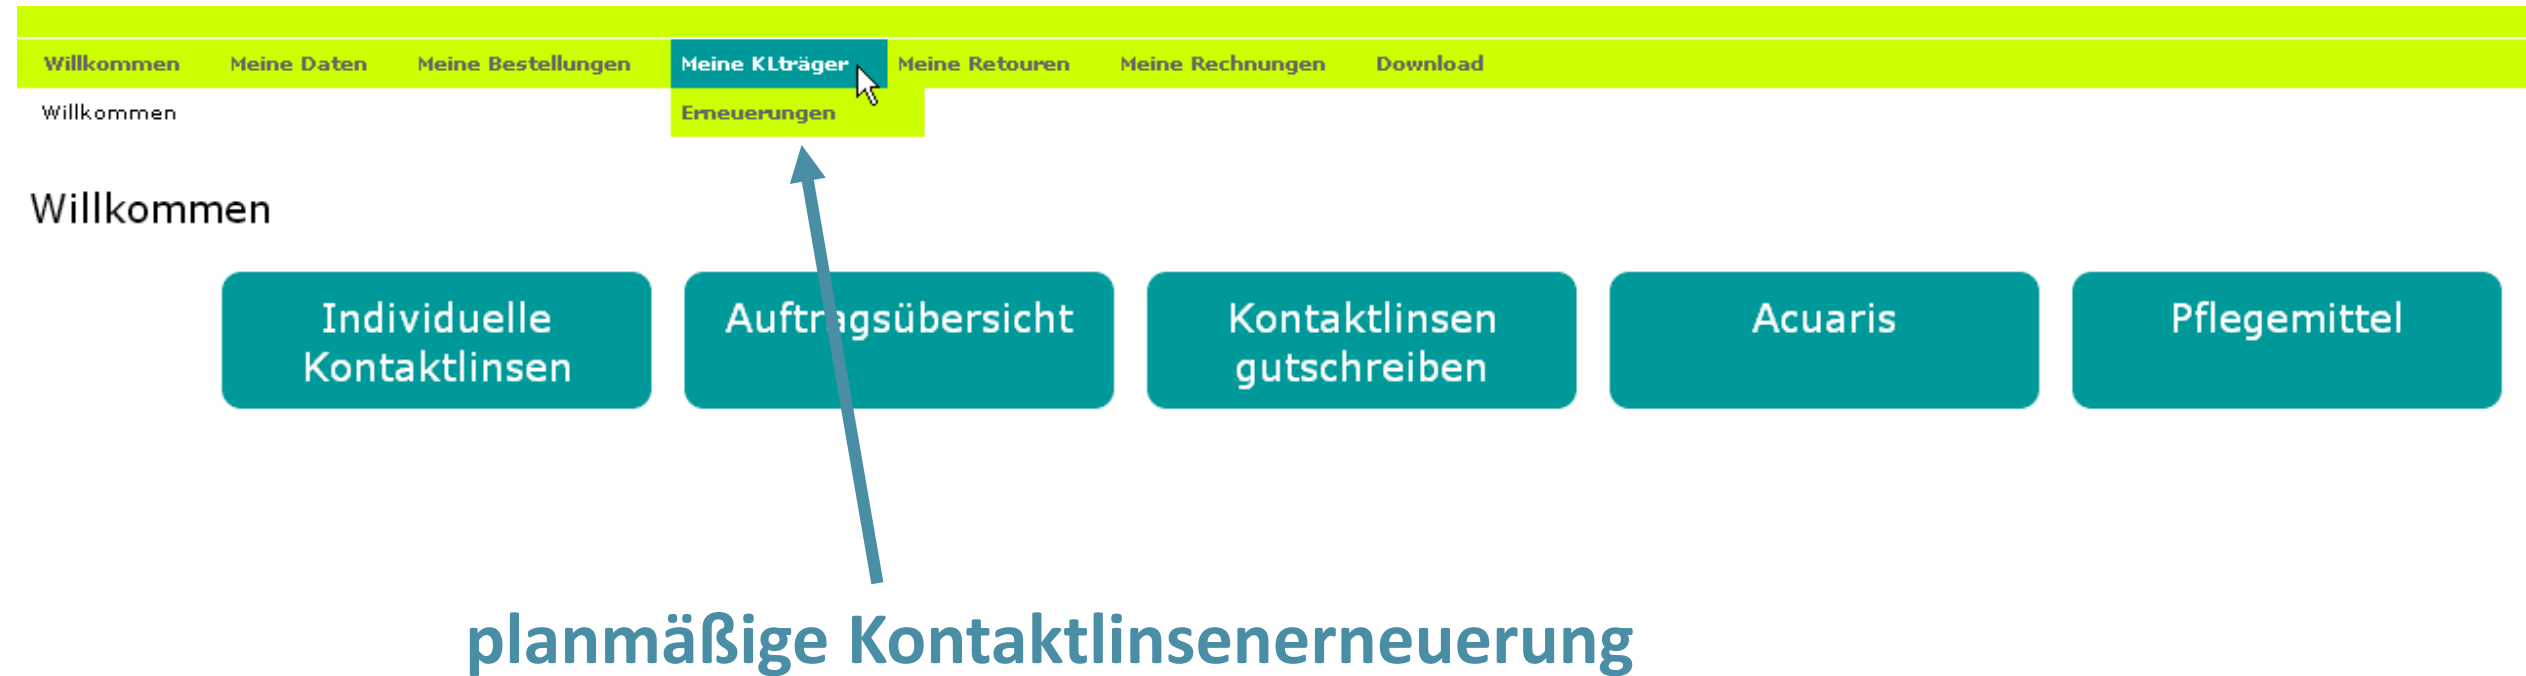 Willkommen Meine Daten Meine Bestellungen Meine KLträger Meine Retouren Meine Rechnungen Download
Willkommen Erneuerungen
Willkommen
Individuelle Kontaktlinsen
Auftragsübersicht
Kontaktlinsen gutschreiben
Acuaris
Pflegemittel
planmäßige Kontaktlinsenerneuerung